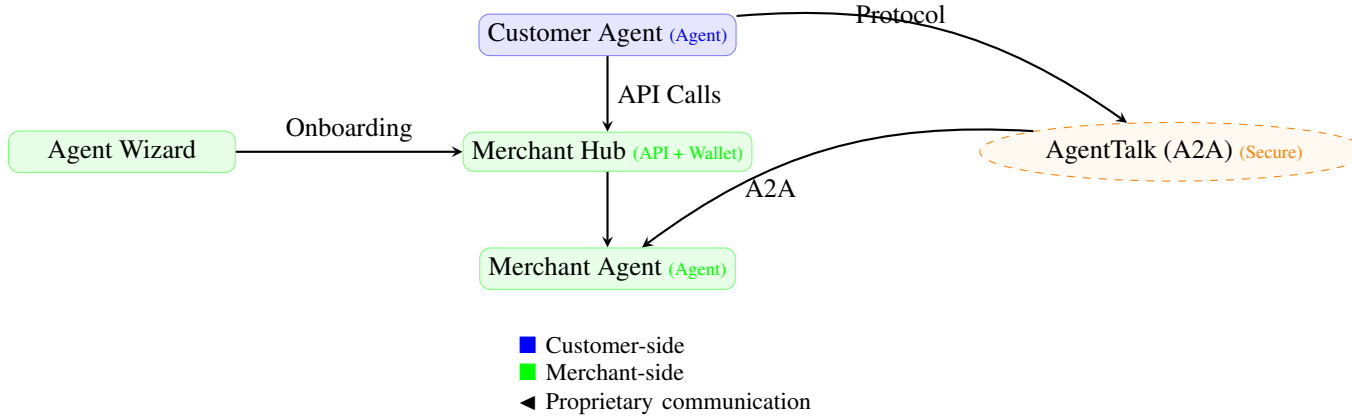 Protocol
Customer Agent (Agent)
API Calls
Onboarding
Agent Wizard
Merchant Hub (API + Wallet)
AgentTalk (A2A) (Secure)
A2A
Merchant Agent (Agent)
Customer-side
Merchant-side
Proprietary communication